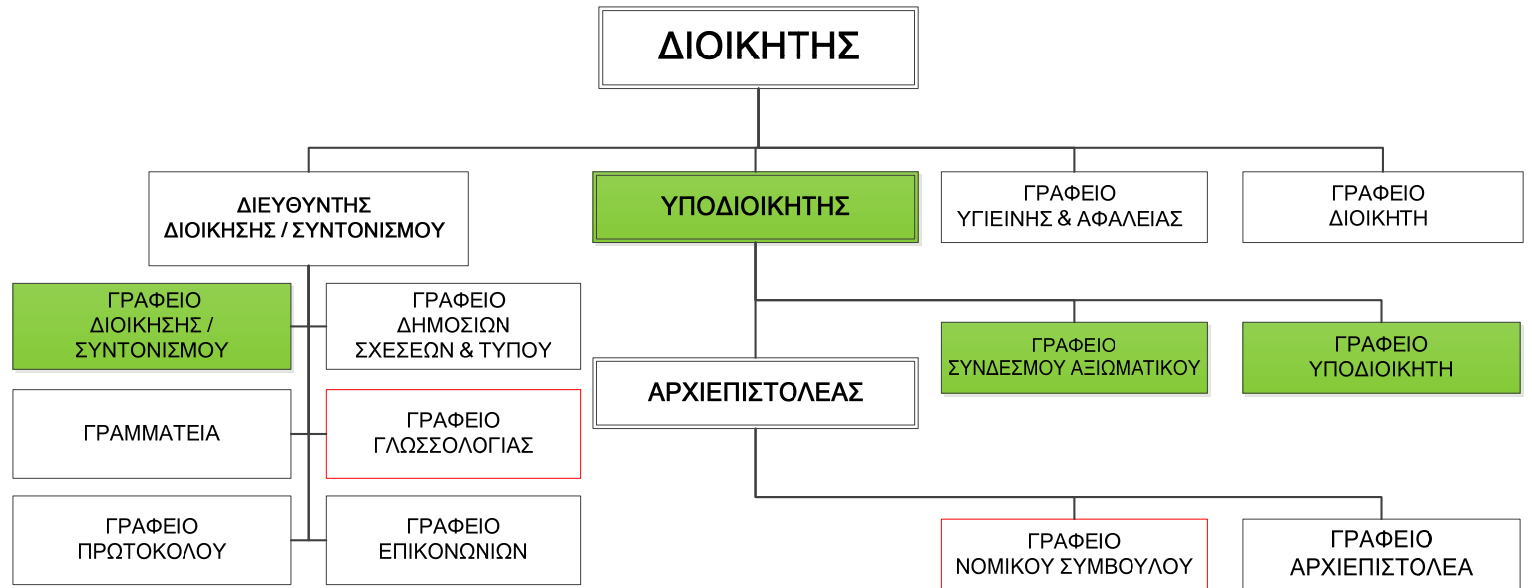 ΔΙΟΙΚΗΤΗΣ
ΔΙΕΥΘΥΝΤΗΣ
ΔΙΟΙΚΗΣΗΣ / ΣΥΝΤΟΝΙΣΜΟΥ
ΥΠΟΔΙΟΙΚΗΤΗΣ
ΓΡΑΦΕΙΟ
ΥΓΙΕΙΝΗΣ & ΑΦΑΛΕΙΑΣ
ΓΡΑΦΕΙΟ
ΔΙΟΙΚΗΤΗ
ΓΡΑΦΕΙΟ
ΔΙΟΙΚΗΣΗΣ /
ΣΥΝΤΟΝΙΣΜΟΥ
ΓΡΑΦΕΙΟ
ΔΗΜΟΣΙΩΝ
ΣΧΕΣΕΩΝ & ΤΥΠΟΥ
ΓΡΑΦΕΙΟ
ΣΥΝΔΕΣΜΟΥ ΑΞΙΩΜΑΤΙΚΟΥ
ΓΡΑΦΕΙΟ
ΥΠΟΔΙΟΙΚΗΤΗ
ΑΡΧΙΕΠΙΣΤΟΛΕΑΣ
ΓΡΑΜΜΑΤΕΙΑ
ΓΡΑΦΕΙΟ
ΓΛΩΣΣΟΛΟΓΙΑΣ
ΓΡΑΦΕΙΟ
ΠΡΩΤΟΚΟΛΟΥ
ΓΡΑΦΕΙΟ
ΕΠΙΚΟΝΩΝΙΩΝ
ΓΡΑΦΕΙΟ
ΝΟΜΙΚΟΥ ΣΥΜΒΟΥΛΟΥ
ΓΡΑΦΕΙΟ
ΑΡΧΙΕΠΙΣΤΟΛΕΑ